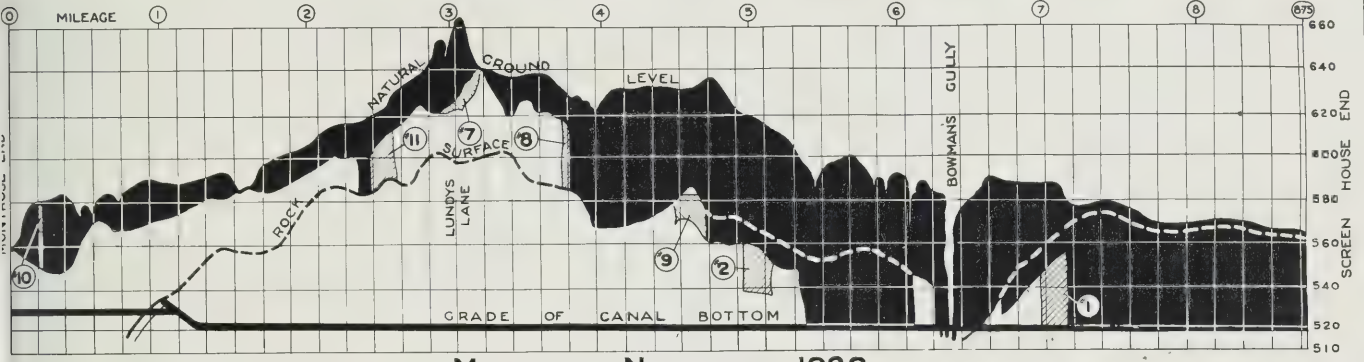 0 MILEAGE 1 2 3 4 5 6 7 8 8.75
660
640
620
600
580
560
540
520
510
NATURAL GROUND LEVEL
BOWMANS GULLY
SCREEN HOUSE END
#11
#7
#8
SURFACE
ROCK
LUNDYS LANE
#10
#9
#2
#1
GRADE OF CANAL BOTTOM